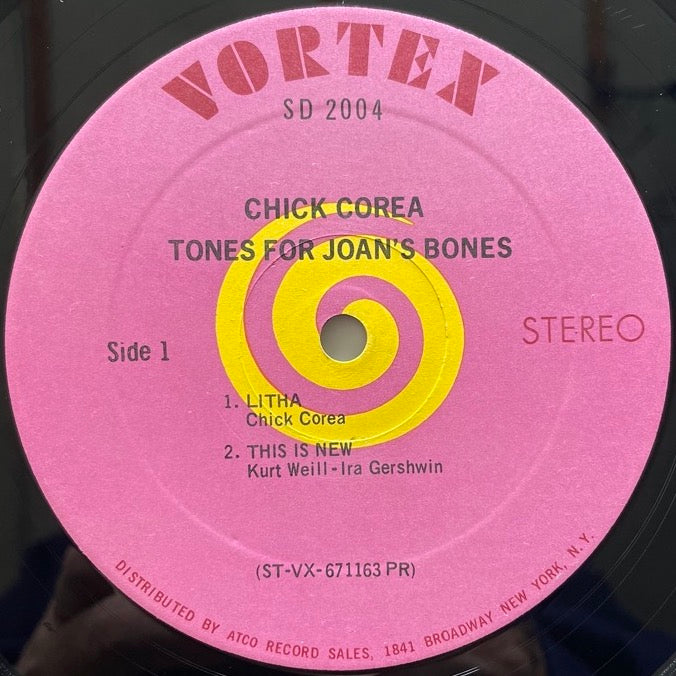 VORTEX
SD 2004
CHICK COREA
TONES FOR JOAN'S BONES
Side 1
STEREO
1. LITHA
Chick Corea
2. THIS IS NEW
Kurt Weill-Ira Gershwin
(ST-VX-671163 PR)
DISTRIBUTED BY ATCO RECORD SALES, 1841 BROADWAY NEW YORK, N.Y.